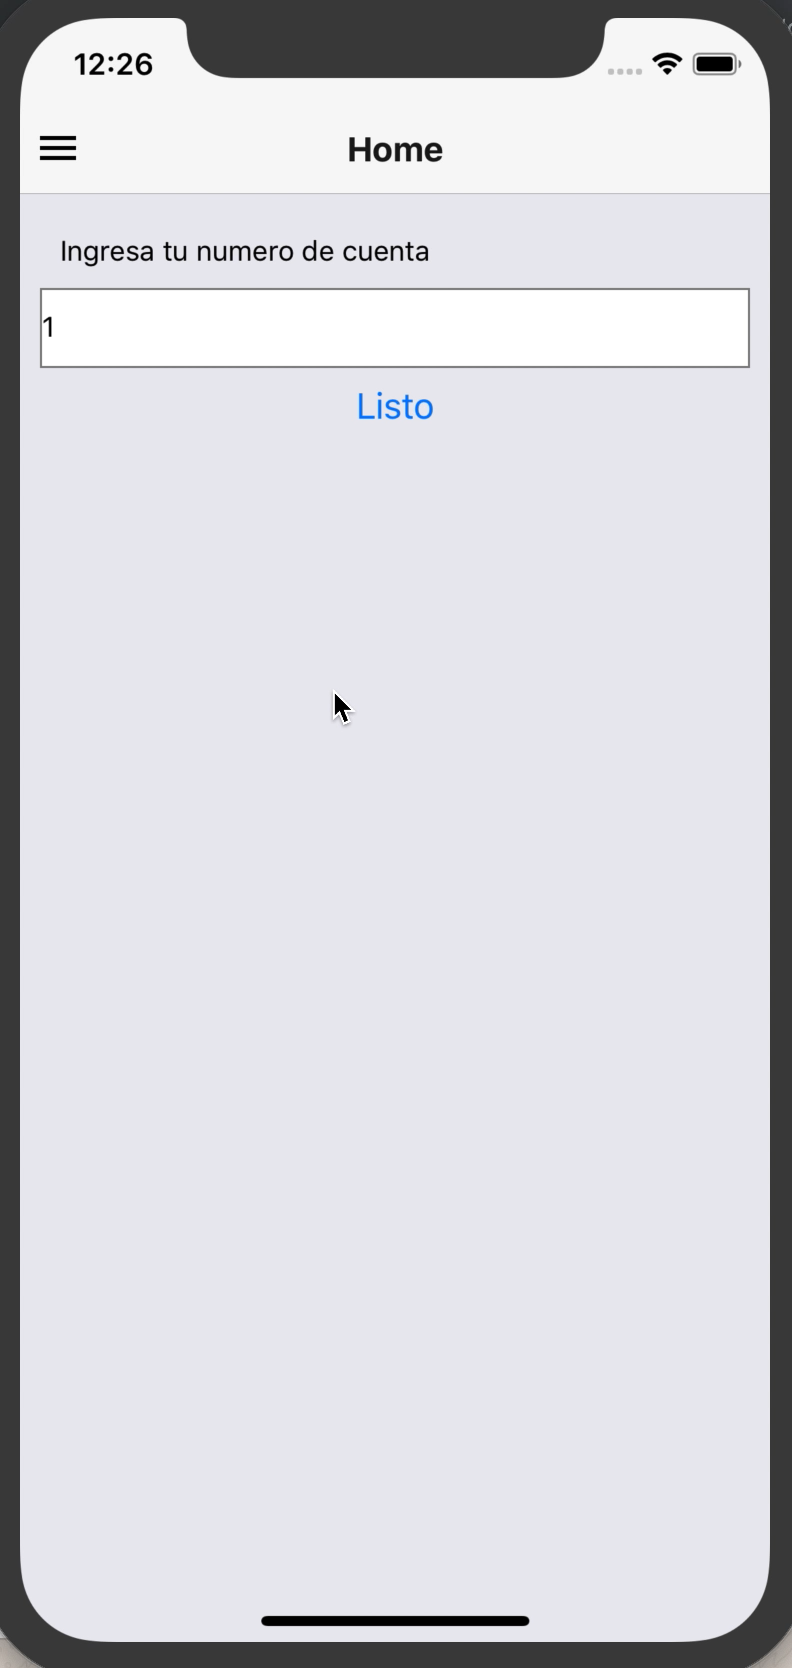 12:26
Home
Ingresa tu numero de cuenta
1
Listo